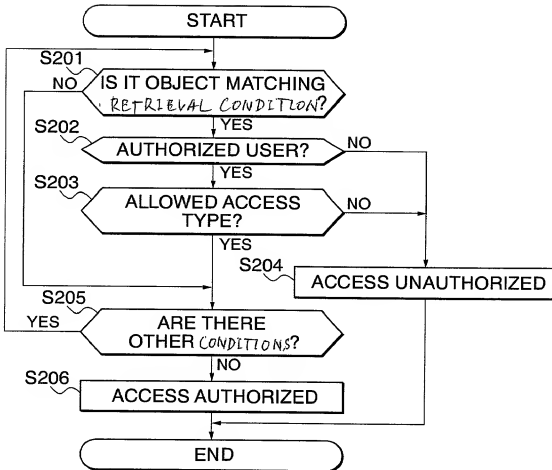 START
S201
IS IT OBJECT MATCHING
NO
RETRIEVAL CONDITION?
YES
S202
AUTHORIZED USER?
NO
YES
S203
ALLOWED ACCESS
TYPE?
NO
YES
S204
ACCESS UNAUTHORIZED
S205
ARE THERE
OTHER CONDITIONS?
YES
NO
S206
ACCESS AUTHORIZED
END